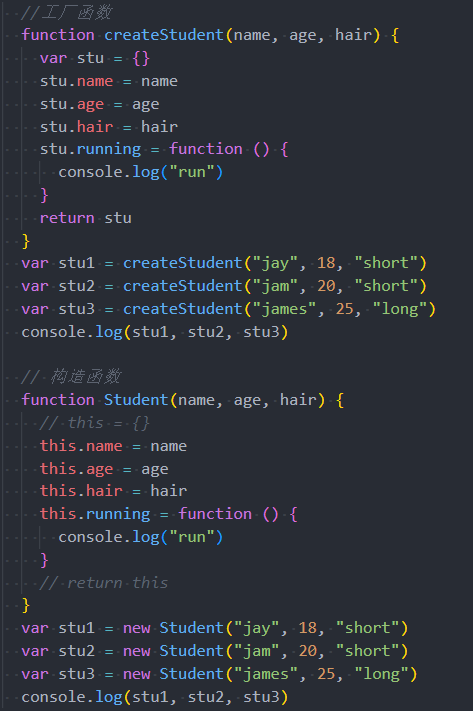 //工厂函数
function createStudent(name, age, hair) {
  var stu = {}
  stu.name = name
  stu.age = age
  stu.hair = hair
  stu.running = function () {
    console.log("run")
  }
  return stu
}
var stu1 = createStudent("jay", 18, "short")
var stu2 = createStudent("jam", 20, "short")
var stu3 = createStudent("james", 25, "long")
console.log(stu1, stu2, stu3)

// 构造函数
function Student(name, age, hair) {
  // this = {}
  this.name = name
  this.age = age
  this.hair = hair
  this.running = function () {
    console.log("run")
  }
  // return this
}
var stu1 = new Student("jay", 18, "short")
var stu2 = new Student("jam", 20, "short")
var stu3 = new Student("james", 25, "long")
console.log(stu1, stu2, stu3)